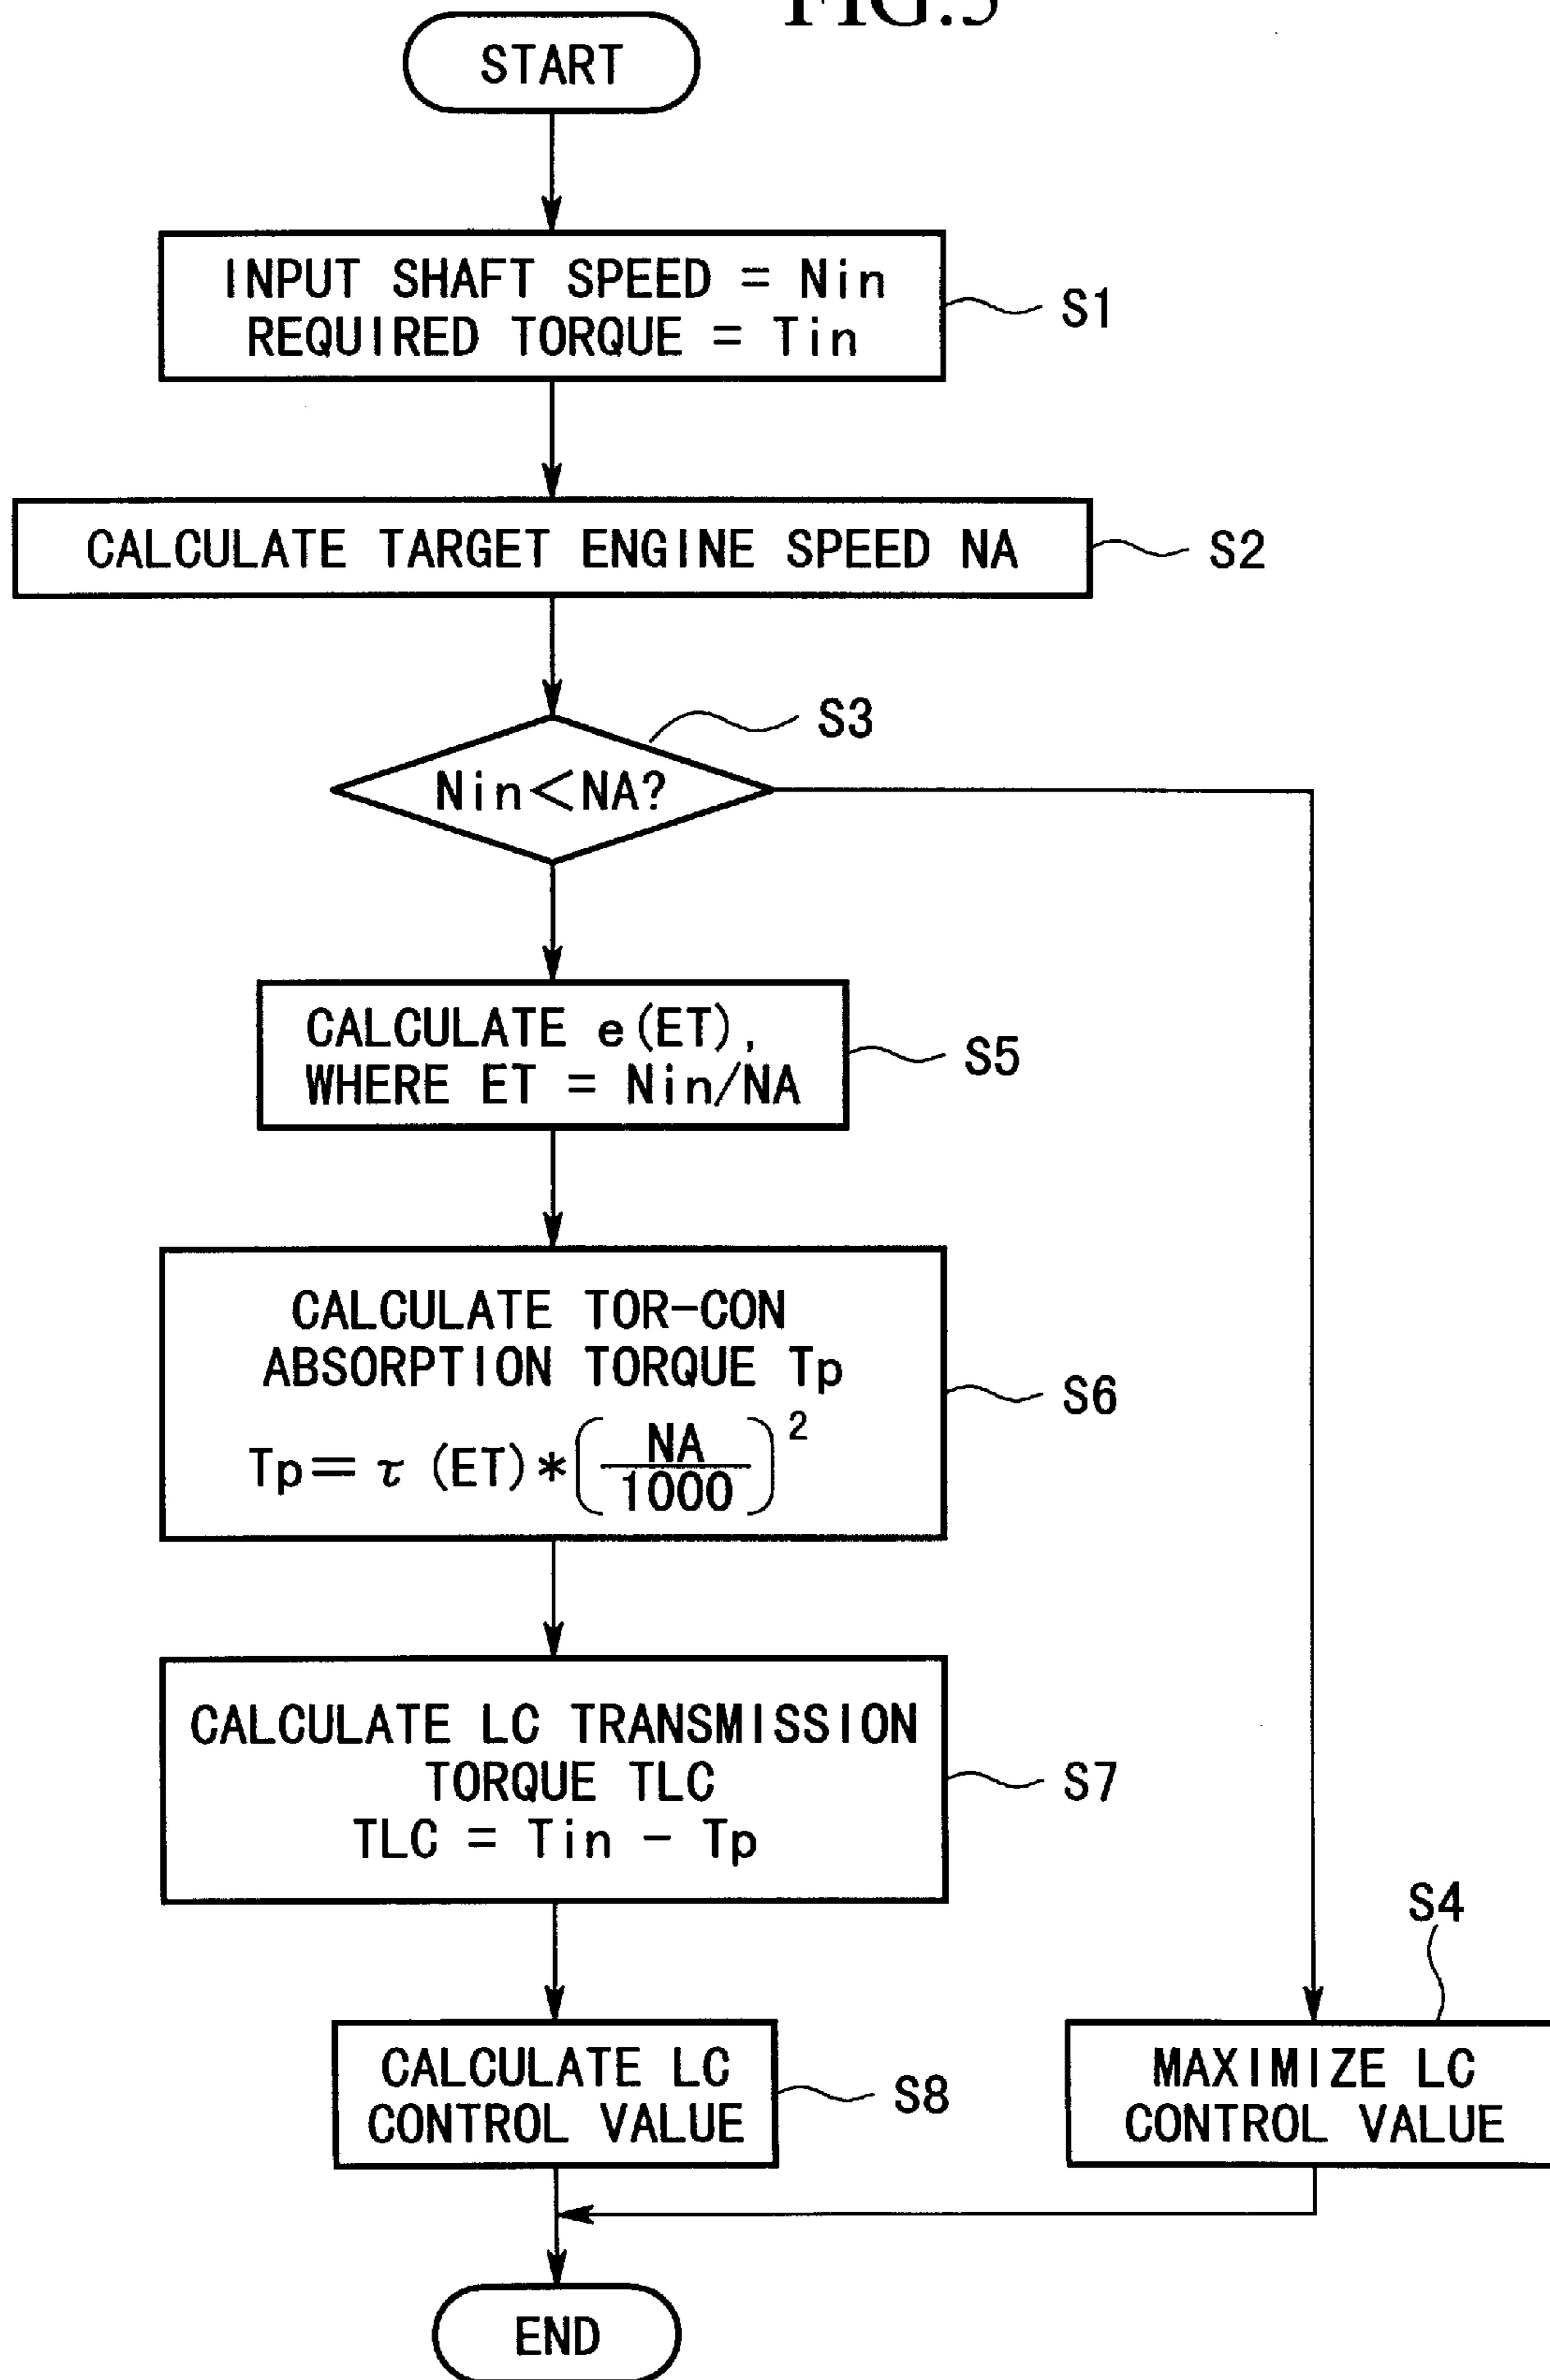 FIG.5
START
INPUT SHAFT SPEED = Nin
REQUIRED TORQUE = Tin
S1
CALCULATE TARGET ENGINE SPEED NA
S2
S3
Nin<NA?
CALCULATE e(ET),
WHERE ET = Nin/NA
S5
CALCULATE TOR-CON
ABSORPTION TORQUE Tp
Tp = τ (ET) * (NA/1000)²
S6
CALCULATE LC TRANSMISSION
TORQUE TLC
TLC = Tin - Tp
S7
S4
CALCULATE LC
CONTROL VALUE
S8
MAXIMIZE LC
CONTROL VALUE
END